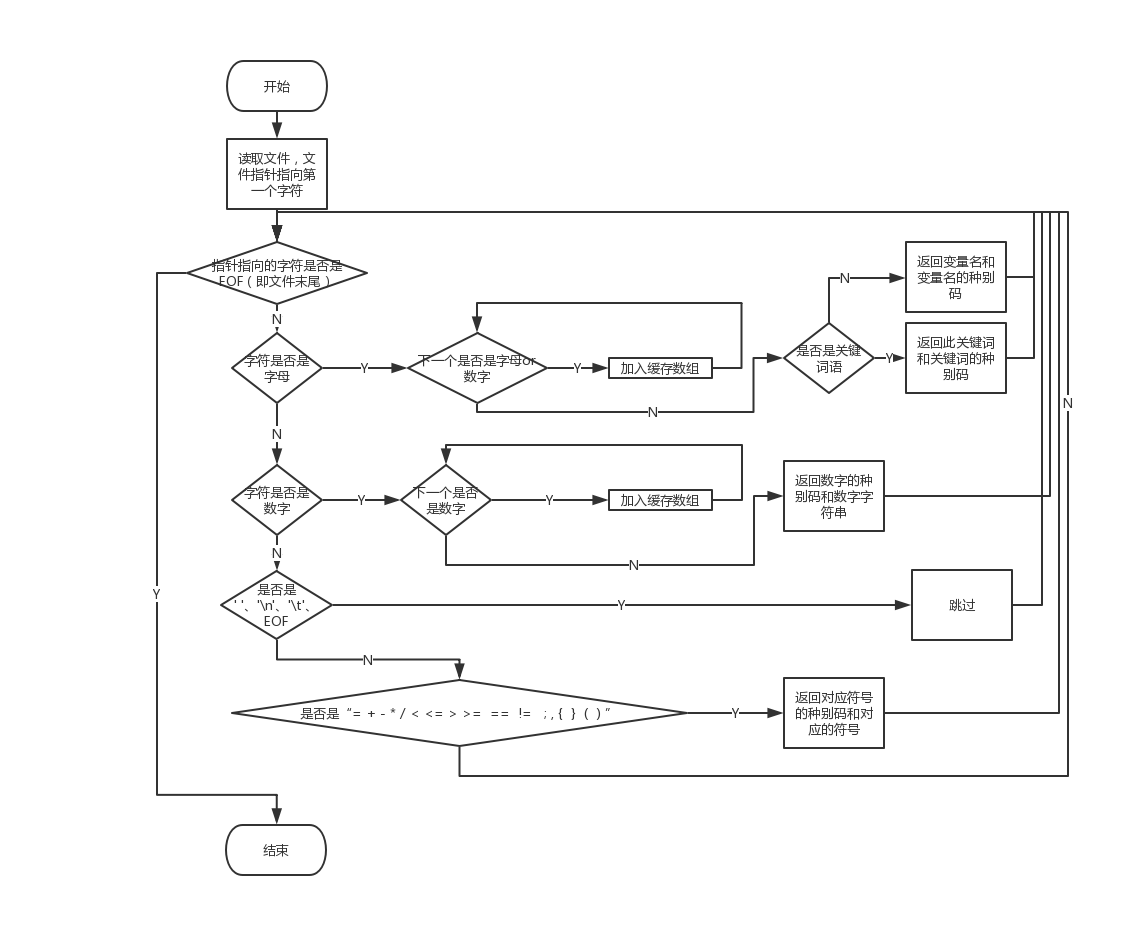 开始
读取文件，文
件指针指向第
一个字符
指针指向的字符是否是
EOF（即文件末尾）
N
字符是否是
字母
Y
下一个是否是字母or
数字
Y
加入缓存数组
N
是否是关键
词语
N
返回变量名和
变量名的种别
码
Y
返回此关键词
和关键词的种
别码
N
N
字符是否是
数字
Y
下一个是否
是数字
Y
加入缓存数组
N
返回数字的种
别码和数字字
符串
N
是否是
' '、'\n'、'\t'、
EOF
Y
跳过
Y
N
是否是 “= + - * / < <= > >= == != ; , { } ( ) ”
Y
返回对应符号
的种别码和对
应的符号
结束